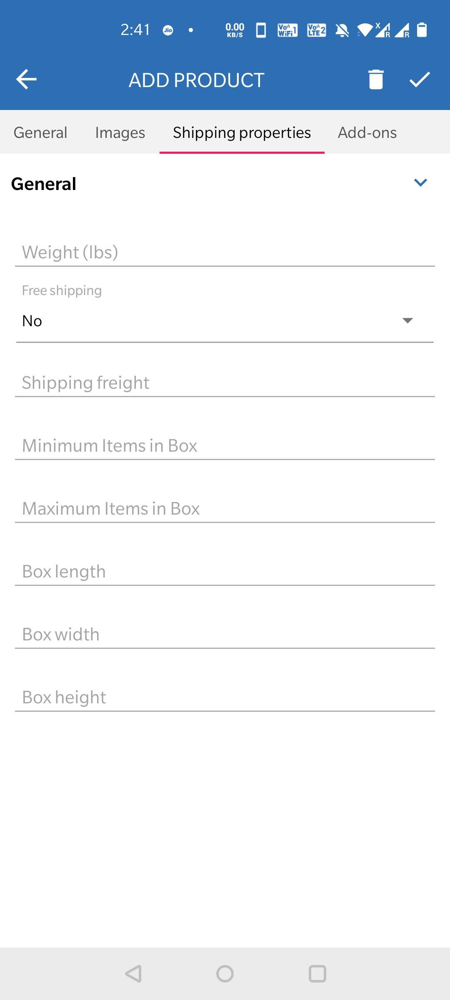 2:41 Jio 0.00 KB/S Vo WiFi 1 Vo LTE 2 X R R
ADD PRODUCT
General Images Shipping properties Add-ons
General
Weight (lbs)
Free shipping
No
Shipping freight
Minimum Items in Box
Maximum Items in Box
Box length
Box width
Box height